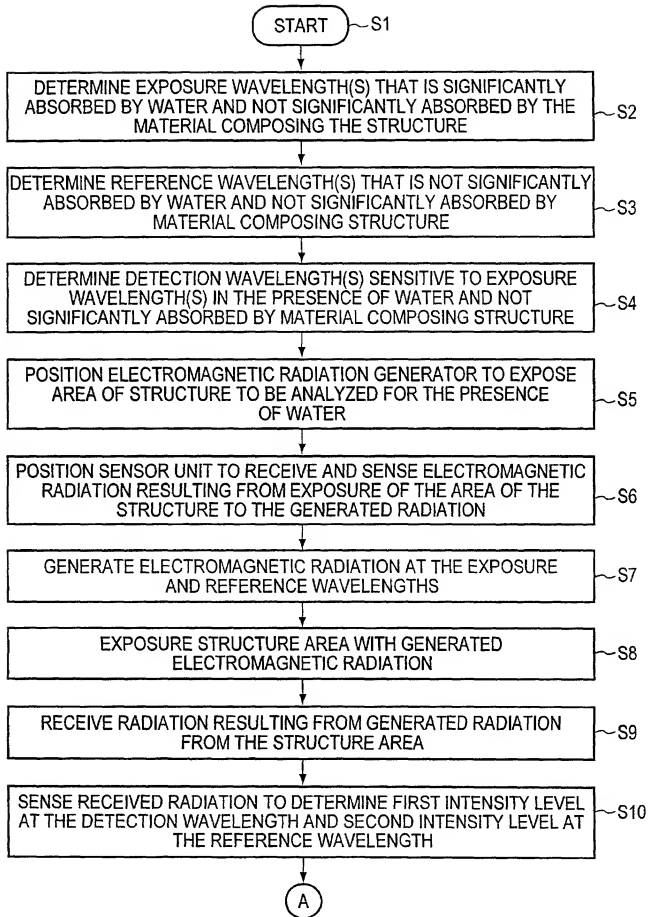 START
S1
DETERMINE EXPOSURE WAVELENGTH(S) THAT IS SIGNIFICANTLY
ABSORBED BY WATER AND NOT SIGNIFICANTLY ABSORBED BY THE
MATERIAL COMPOSING THE STRUCTURE
S2
DETERMINE REFERENCE WAVELENGTH(S) THAT IS NOT SIGNIFICANTLY
ABSORBED BY WATER AND NOT SIGNIFICANTLY ABSORBED BY
MATERIAL COMPOSING STRUCTURE
S3
DETERMINE DETECTION WAVELENGTH(S) SENSITIVE TO EXPOSURE
WAVELENGTH(S) IN THE PRESENCE OF WATER AND NOT
SIGNIFICANTLY ABSORBED BY MATERIAL COMPOSING STRUCTURE
S4
POSITION ELECTROMAGNETIC RADIATION GENERATOR TO EXPOSE
AREA OF STRUCTURE TO BE ANALYZED FOR THE PRESENCE
OF WATER
S5
POSITION SENSOR UNIT TO RECEIVE AND SENSE ELECTROMAGNETIC
RADIATION RESULTING FROM EXPOSURE OF THE AREA OF THE
STRUCTURE TO THE GENERATED RADIATION
S6
GENERATE ELECTROMAGNETIC RADIATION AT THE EXPOSURE
AND REFERENCE WAVELENGTHS
S7
EXPOSURE STRUCTURE AREA WITH GENERATED
ELECTROMAGNETIC RADIATION
S8
RECEIVE RADIATION RESULTING FROM GENERATED RADIATION
FROM THE STRUCTURE AREA
S9
SENSE RECEIVED RADIATION TO DETERMINE FIRST INTENSITY LEVEL
AT THE DETECTION WAVELENGTH AND SECOND INTENSITY LEVEL AT
THE REFERENCE WAVELENGTH
S10
A